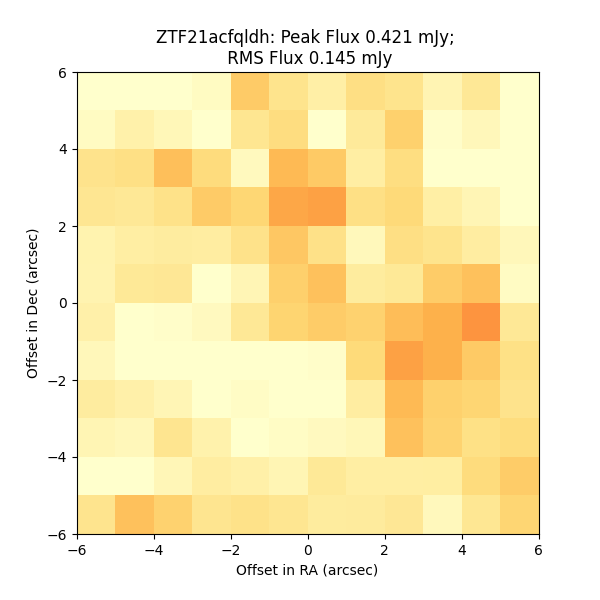 ZTF21acfqldh: Peak Flux 0.421 mJy;
RMS Flux 0.145 mJy
6
4
2
0
−2
−4
−6
Offset in Dec (arcsec)
−6 −4 −2 0 2 4 6
Offset in RA (arcsec)